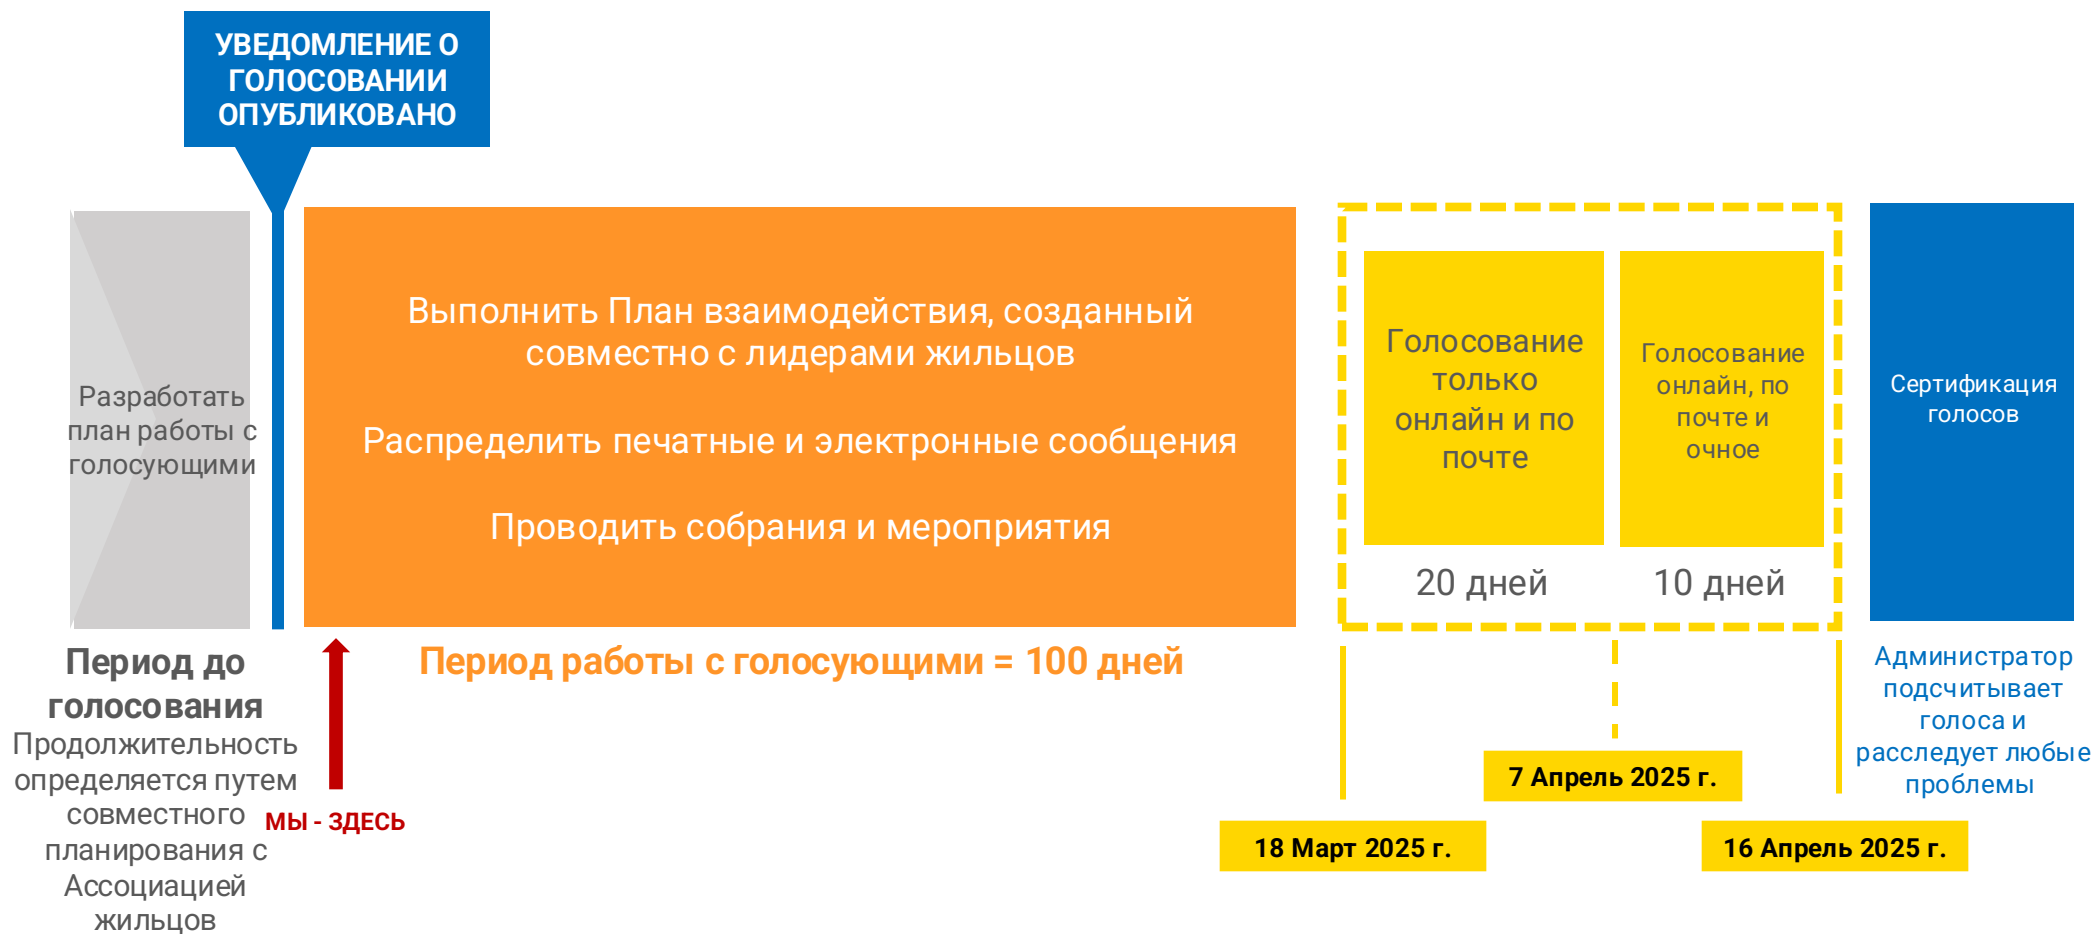 УВЕДОМЛЕНИЕ О
ГОЛОСОВАНИИ
ОПУБЛИКОВАНО
Разработать
план работы с
голосующими
Период до
голосования
Продолжительность
определяется путем
совместного
планирования с
Ассоциацией
жильцов
МЫ - ЗДЕСЬ
Выполнить План взаимодействия, созданный
совместно с лидерами жильцов
Распределить печатные и электронные сообщения
Проводить собрания и мероприятия
Период работы с голосующими = 100 дней
Голосование
только
онлайн и по
почте
20 дней
Голосование
онлайн, по
почте и
очное
10 дней
18 Март 2025 г.
7 Апрель 2025 г.
16 Апрель 2025 г.
Сертификация
голосов
Администратор
подсчитывает
голоса и
расследует любые
проблемы